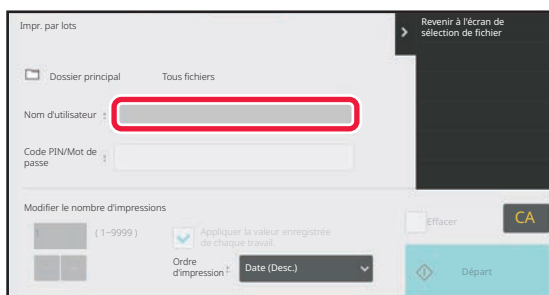 Impr. par lots
Revenir à l'écran de
sélection de fichier
Dossier principal Tous fichiers
Nom d'utilisateur :
Code PIN/Mot de
passe :
Modifier le nombre d'impressions
1
( 1~9999 )
Appliquer la valeur enregistrée
de chaque travail.
Ordre
d'impression :
Date (Desc.)
Effacer
CA
Départ